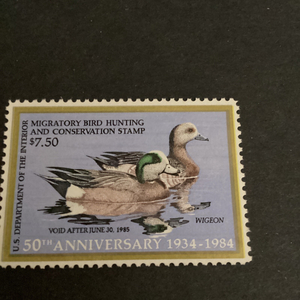 U.S. DEPARTMENT OF THE INTERIOR
MIGRATORY BIRD HUNTING
AND CONSERVATION STAMP
$7.50
VOID AFTER JUNE 30, 1985
WIGEON
50TH ANNIVERSARY 1934-1984